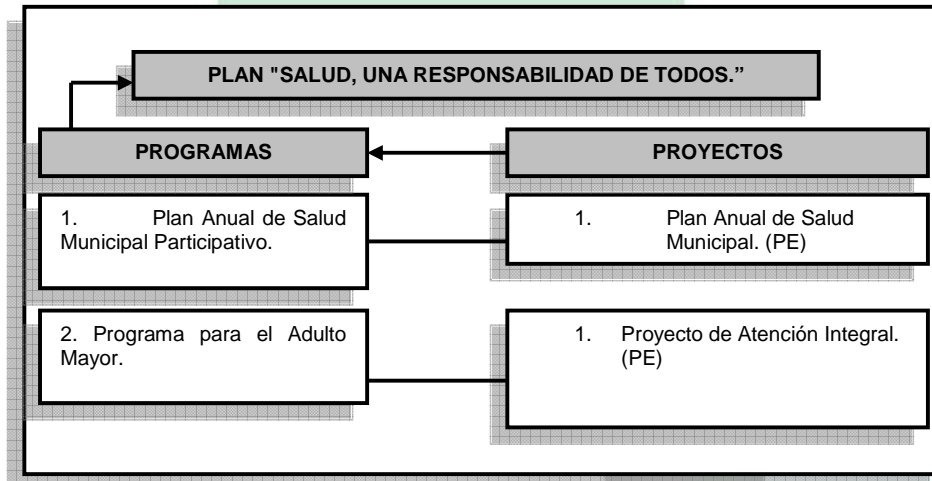 PLAN "SALUD, UNA RESPONSABILIDAD DE TODOS.”
PROGRAMAS
PROYECTOS
1. Plan Anual de Salud
Municipal Participativo.
1. Plan Anual de Salud
Municipal. (PE)
2. Programa para el Adulto
Mayor.
1. Proyecto de Atención Integral.
(PE)